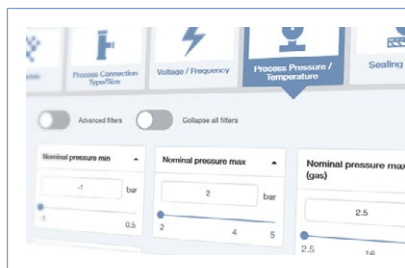 Process Connection
Type/Size
Voltage / Frequency
Process Pressure /
Temperature
Sealing
Advanced filters
Collapse all filters
Nominal pressure min
-1
bar
-1
0.5
Nominal pressure max
2
bar
2
4
5
Nominal pressure max
(gas)
2.5
2.5
16